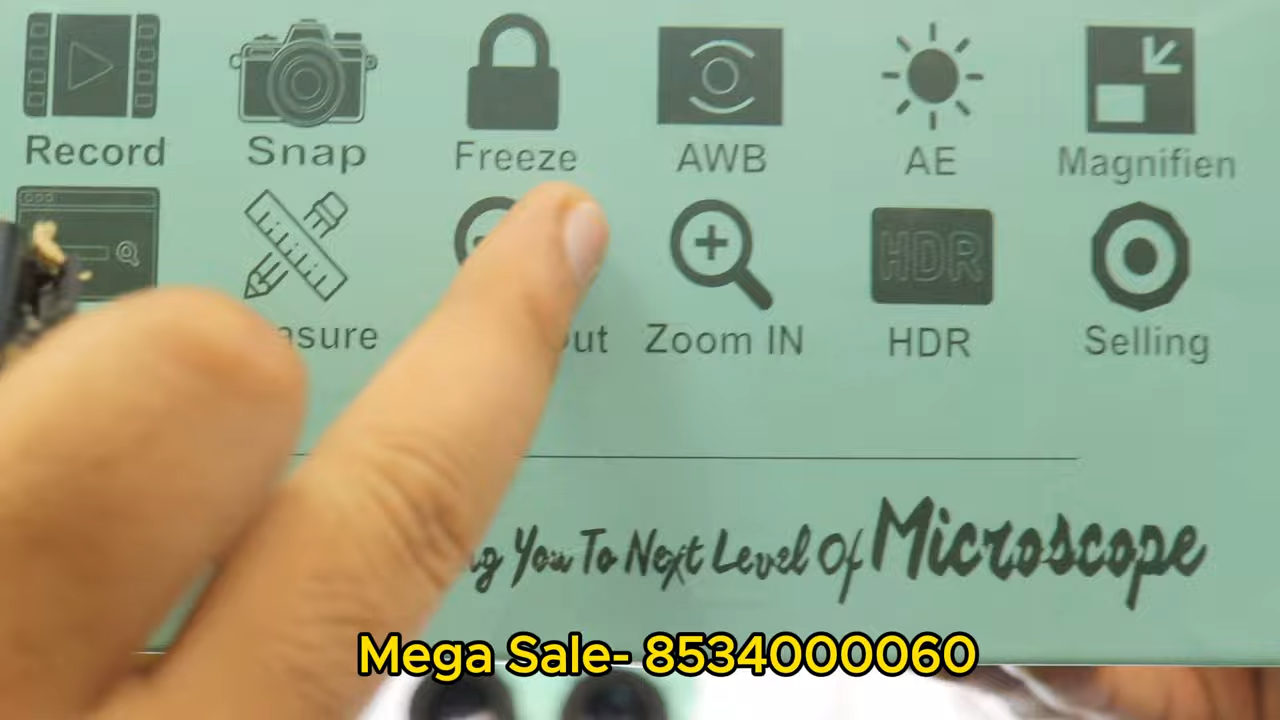 Record Snap Freeze AWB AE Magnifien
HDR
asure out Zoom IN HDR Selling
g You To Next Level Of Microscope
Mega Sale- 8534000060